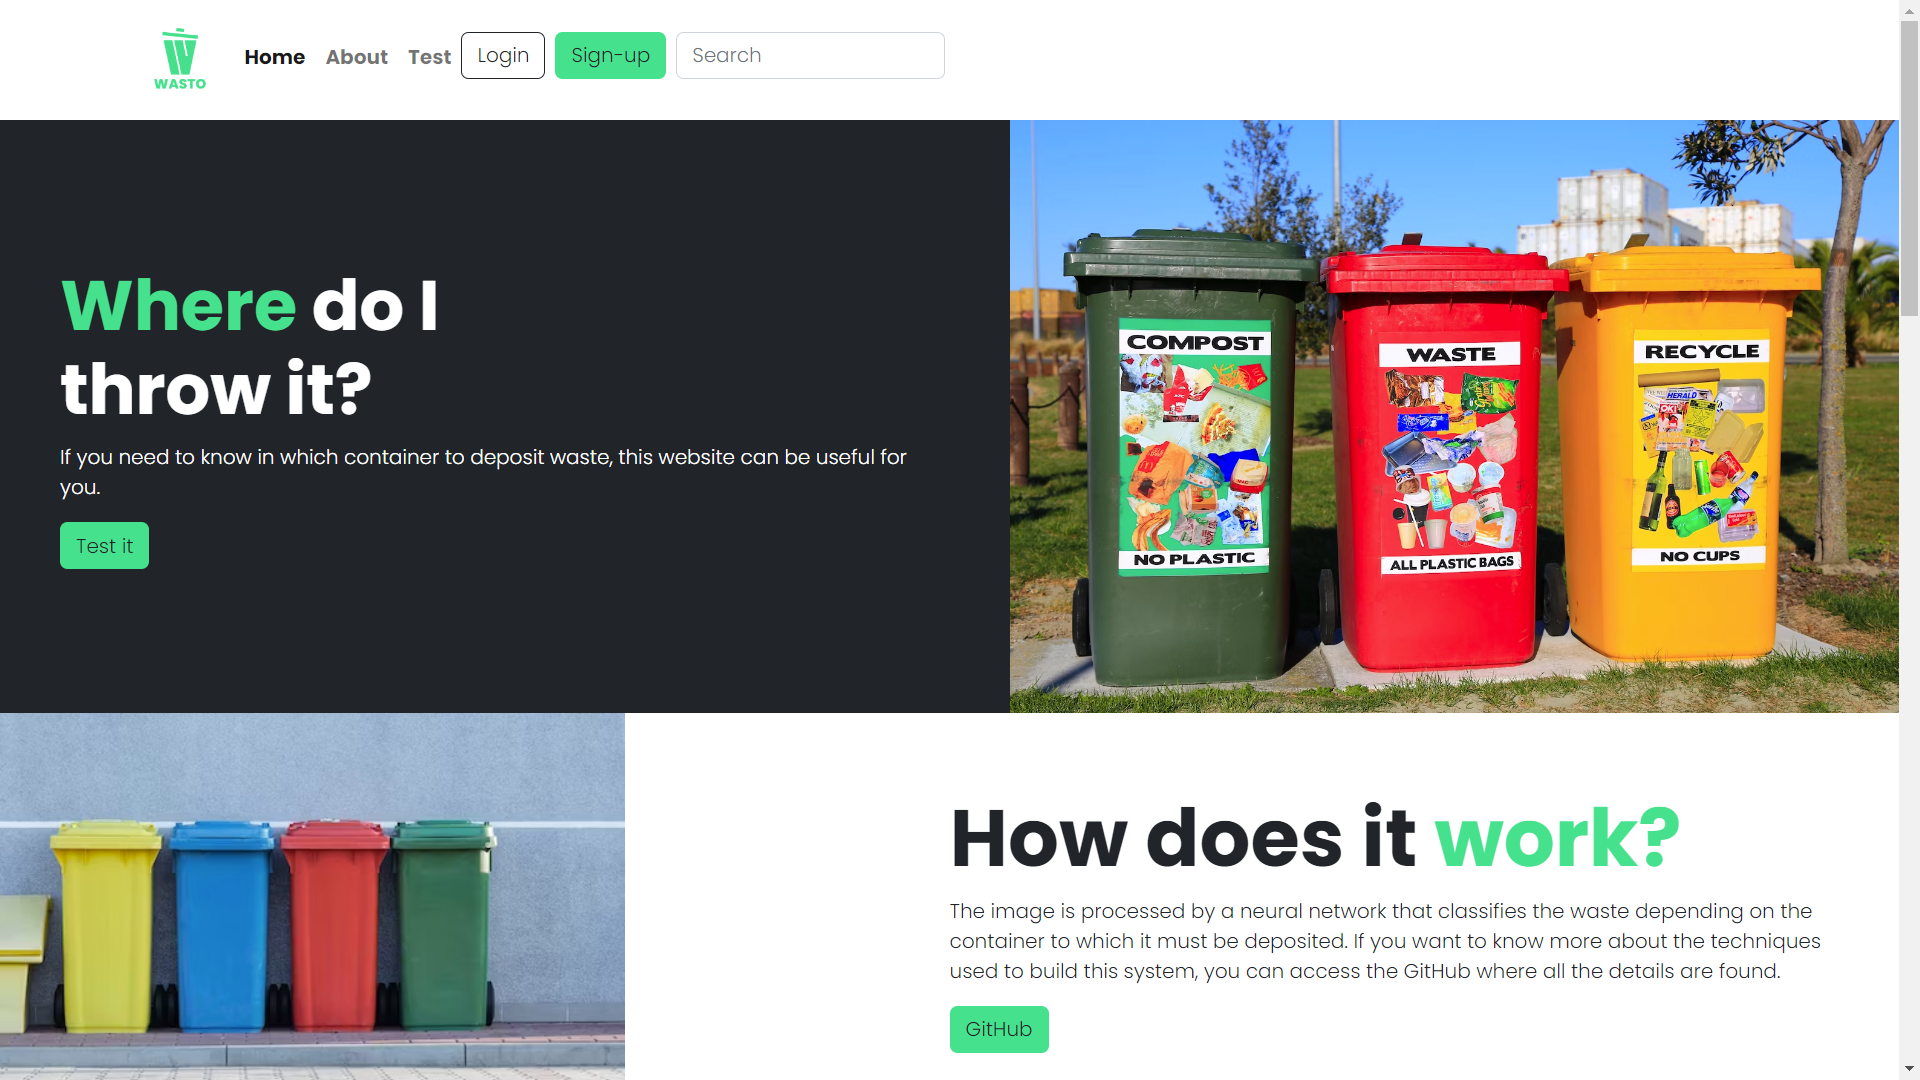 WASTO
Home
About
Test
Login
Sign-up
Search
Where do I
throw it?
If you need to know in which container to deposit waste, this website can be useful for
you.
Test it
COMPOST
NO PLASTIC
WASTE
ALL PLASTIC BAGS
RECYCLE
HERALD
OK!
NO CUPS
How does it work?
The image is processed by a neural network that classifies the waste depending on the
container to which it must be deposited. If you want to know more about the techniques
used to build this system, you can access the GitHub where all the details are found.
GitHub